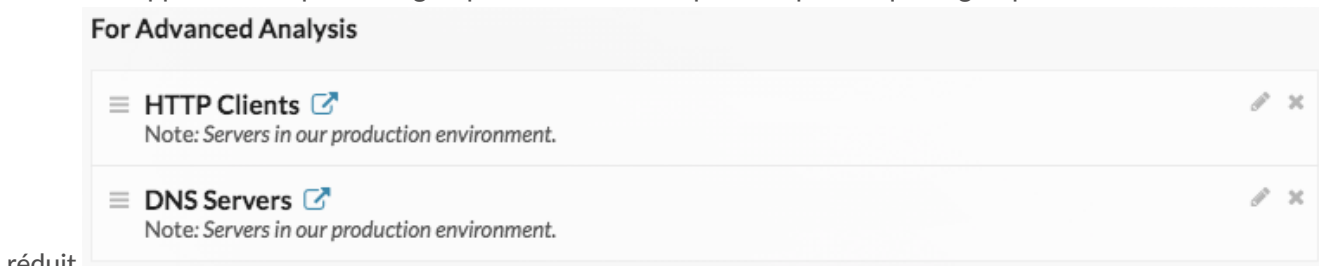 For Advanced Analysis
HTTP Clients
Note: Servers in our production environment.
DNS Servers
Note: Servers in our production environment.
réduit